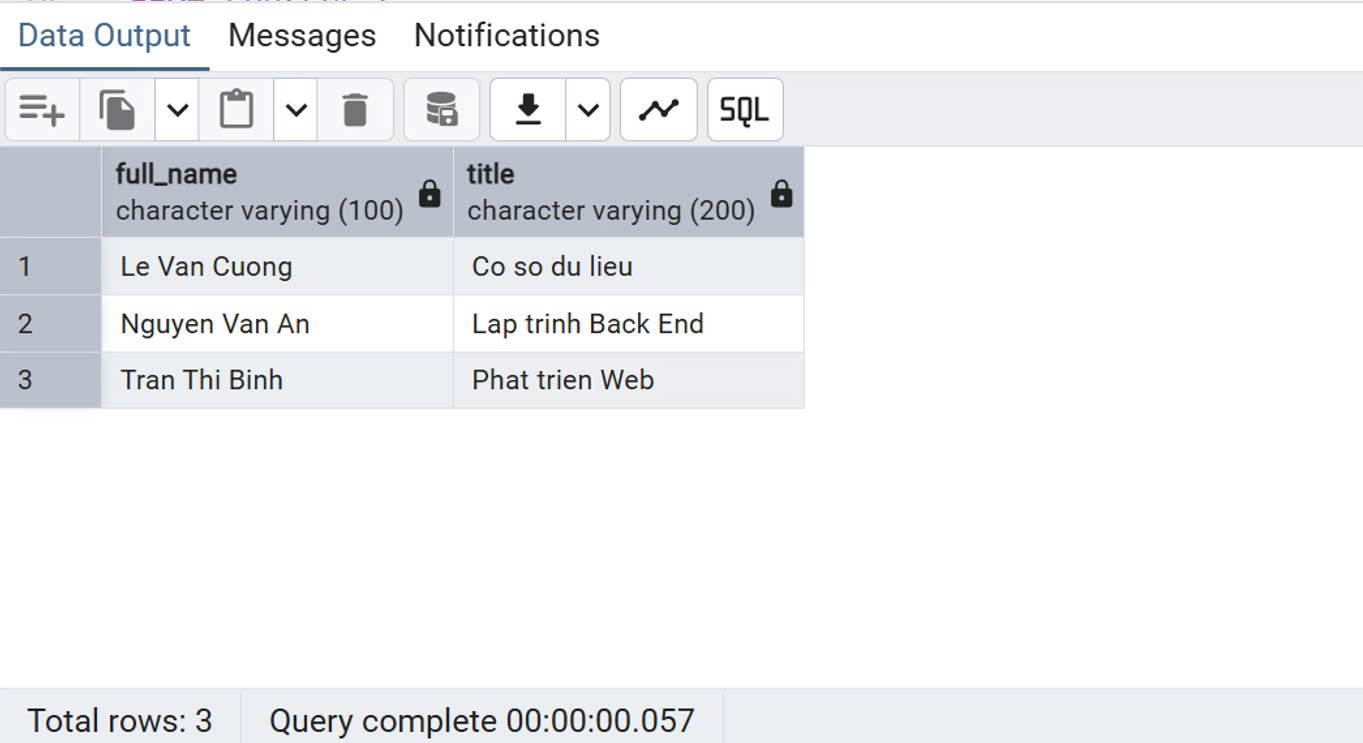 Data Output Messages Notifications
SQL
full_name title
character varying (100) character varying (200)
1 Le Van Cuong Co so du lieu
2 Nguyen Van An Lap trinh Back End
3 Tran Thi Binh Phat trien Web
Total rows: 3 Query complete 00:00:00.057